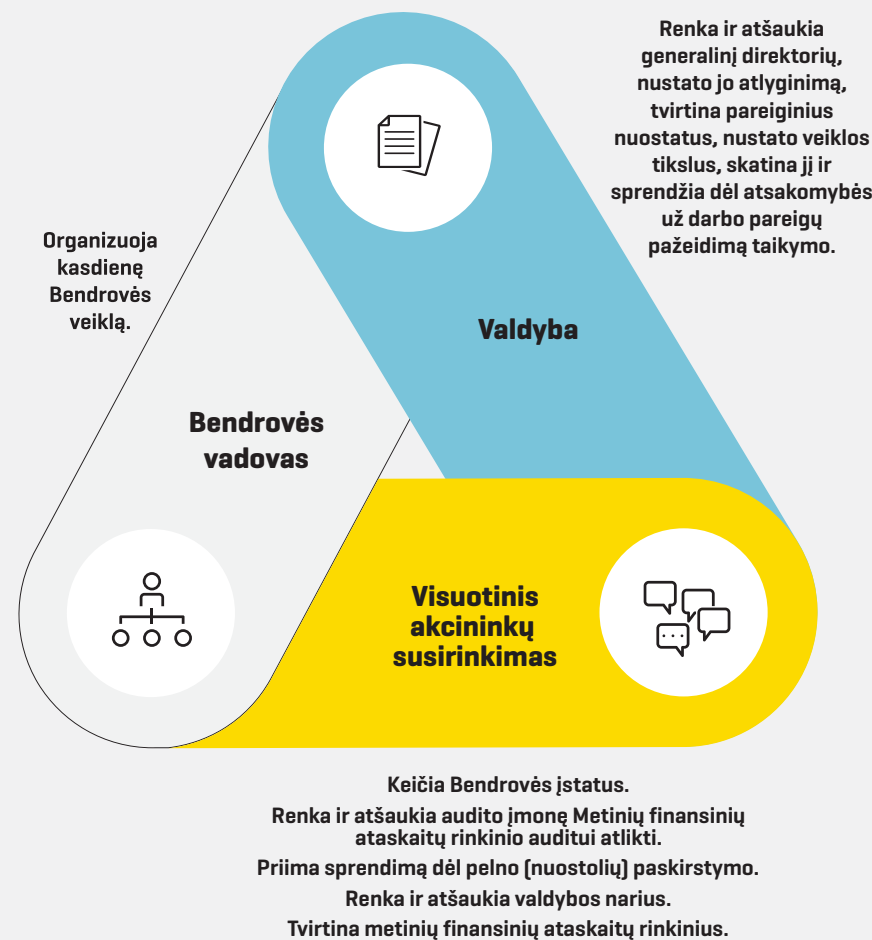 Renka ir atšaukia
generalinį direktorių,
nustato jo atlyginimą,
tvirtina pareiginius
nuostatus, nustato veiklos
tikslus, skatina jį ir
sprendžia dėl atsakomybės
už darbo pareigų
pažeidimą taikymo.
Organizuoja
kasdienę
Bendrovės
veiklą.
Valdyba
Bendrovės
vadovas
Visuotinis
akcininkų
susirinkimas
Keičia Bendrovės įstatus.
Renka ir atšaukia audito įmonę Metinių finansinių
ataskaitų rinkinio auditui atlikti.
Priima sprendimą dėl pelno (nuostolių) paskirstymo.
Renka ir atšaukia valdybos narius.
Tvirtina metinių finansinių ataskaitų rinkinius.